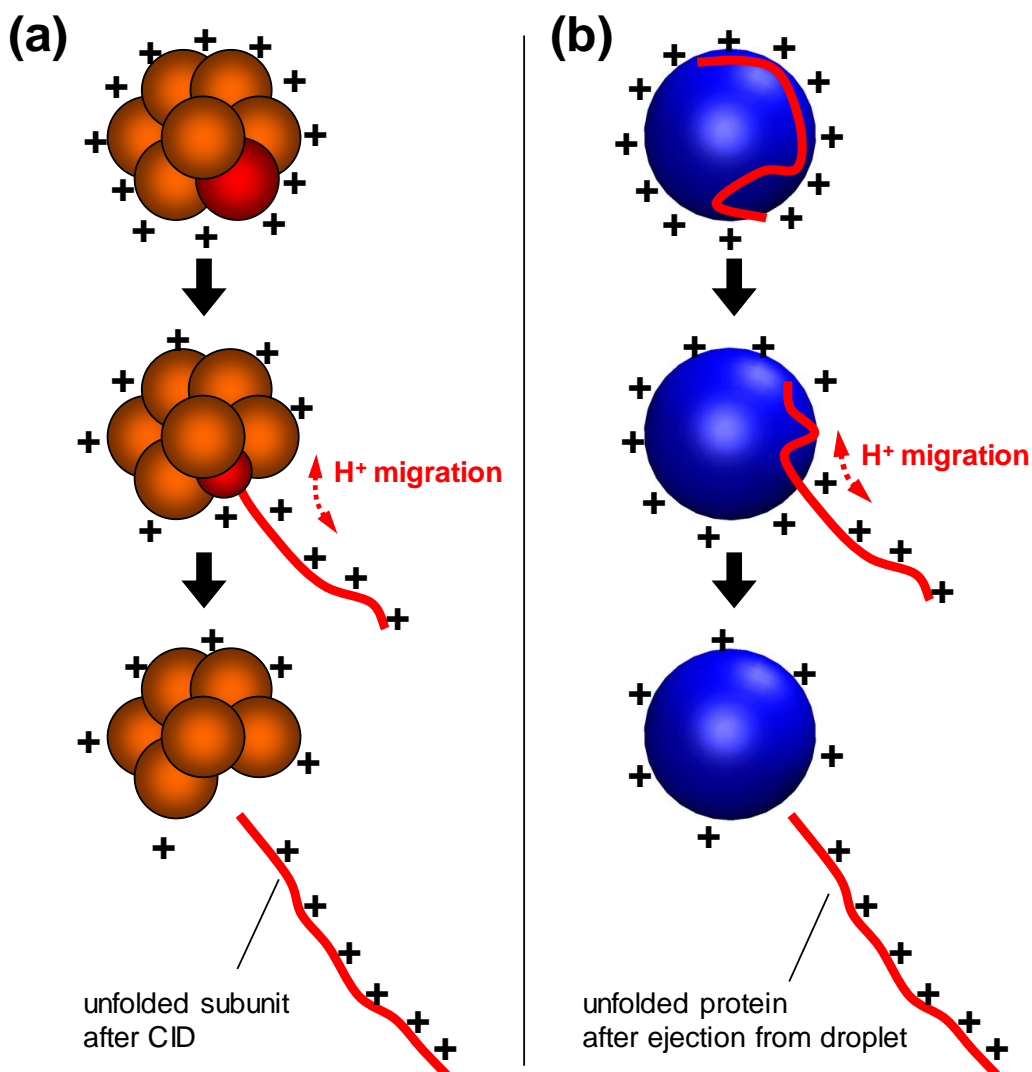 (a)
H⁺ migration
unfolded subunit
after CID
(b)
H⁺ migration
unfolded protein
after ejection from droplet